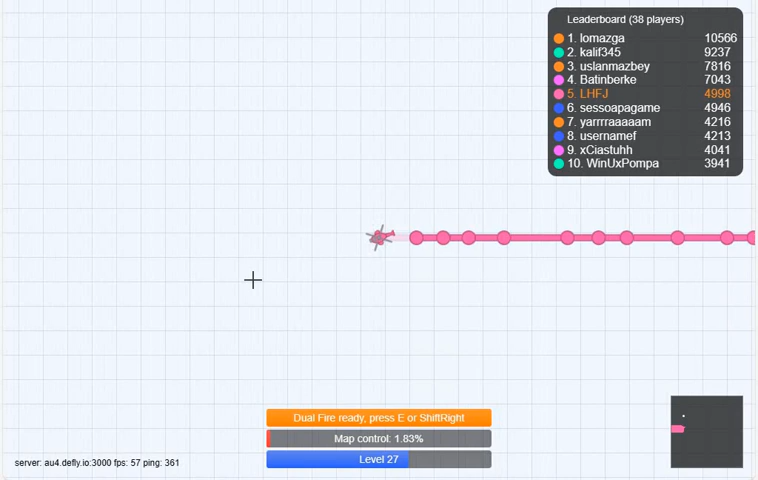 Leaderboard (38 players)
1. lomazga 10566
2. kalif345 9237
3. uslanmazbey 7816
4. Batinberke 7043
5. LHFJ 4998
6. sessoapagame 4946
7. yarrraaaaam 4216
8. usernamef 4213
9. xCiastuhh 4041
10. WinUxPompa 3941
Dual Fire ready, press E or ShiftRight
Map control: 1.83%
Level 27
server: au4.defly.io:3000 fps: 57 ping: 361